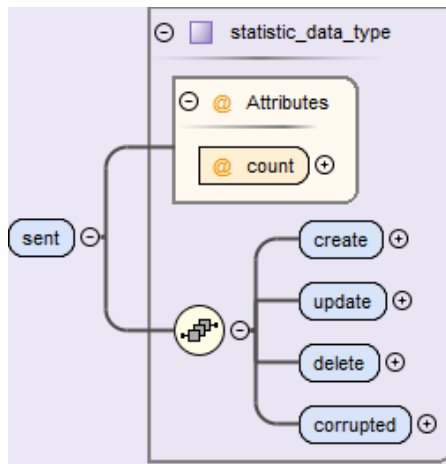 statistic_data_type
@ Attributes
@ count
sent
create
update
delete
corrupted